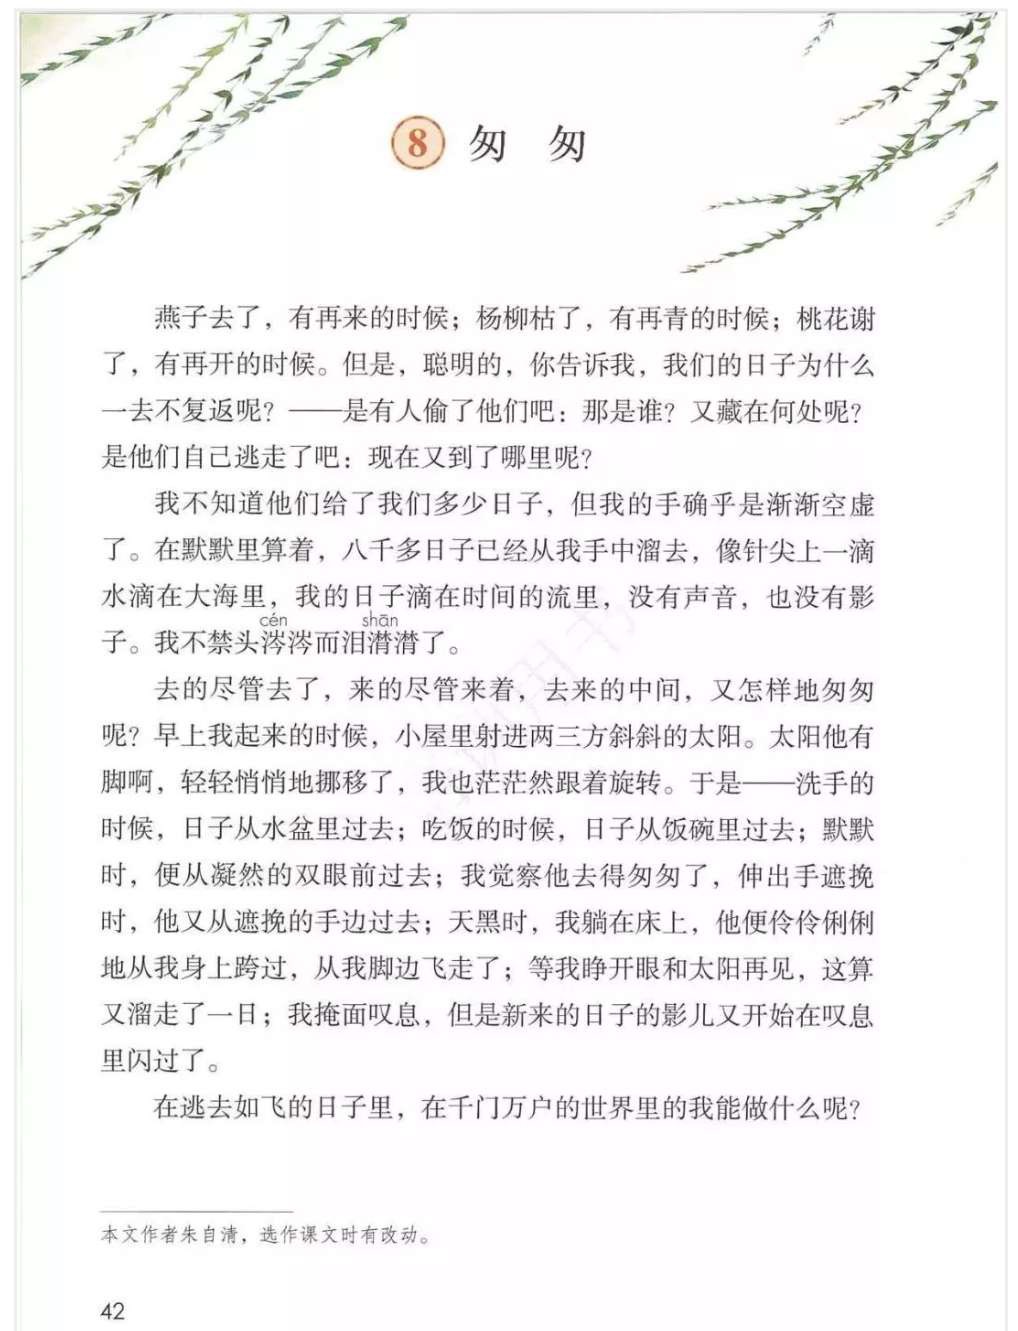 8 匆 匆
燕子去了，有再来的时候；杨柳枯了，有再青的时候；桃花谢
了，有再开的时候。但是，聪明的，你告诉我，我们的日子为什么
一去不复返呢？——是有人偷了他们吧：那是谁？又藏在何处呢？
是他们自己逃走了吧：现在又到了哪里呢？
我不知道他们给了我们多少日子，但我的手确乎是渐渐空虚
了。在默默里算着，八千多日子已经从我手中溜去，像针尖上一滴
水滴在大海里，我的日子滴在时间的流里，没有声音，也没有影
cén shān
子。我不禁头涔涔而泪潸潸了。
去的尽管去了，来的尽管来着，去来的中间，又怎样地匆匆
呢？早上我起来的时候，小屋里射进两三方斜斜的太阳。太阳他有
脚啊，轻轻悄悄地挪移了，我也茫茫然跟着旋转。于是——洗手的
时候，日子从水盆里过去；吃饭的时候，日子从饭碗里过去；默默
时，便从凝然的双眼前过去；我觉察他去得匆匆了，伸出手遮挽
时，他又从遮挽的手边过去；天黑时，我躺在床上，他便伶伶俐俐
地从我身上跨过，从我脚边飞走了；等我睁开眼和太阳再见，这算
又溜走了一日；我掩面叹息，但是新来的日子的影儿又开始在叹息
里闪过了。
在逃去如飞的日子里，在千门万户的世界里的我能做什么呢？
本文作者朱自清，选作课文时有改动。
42